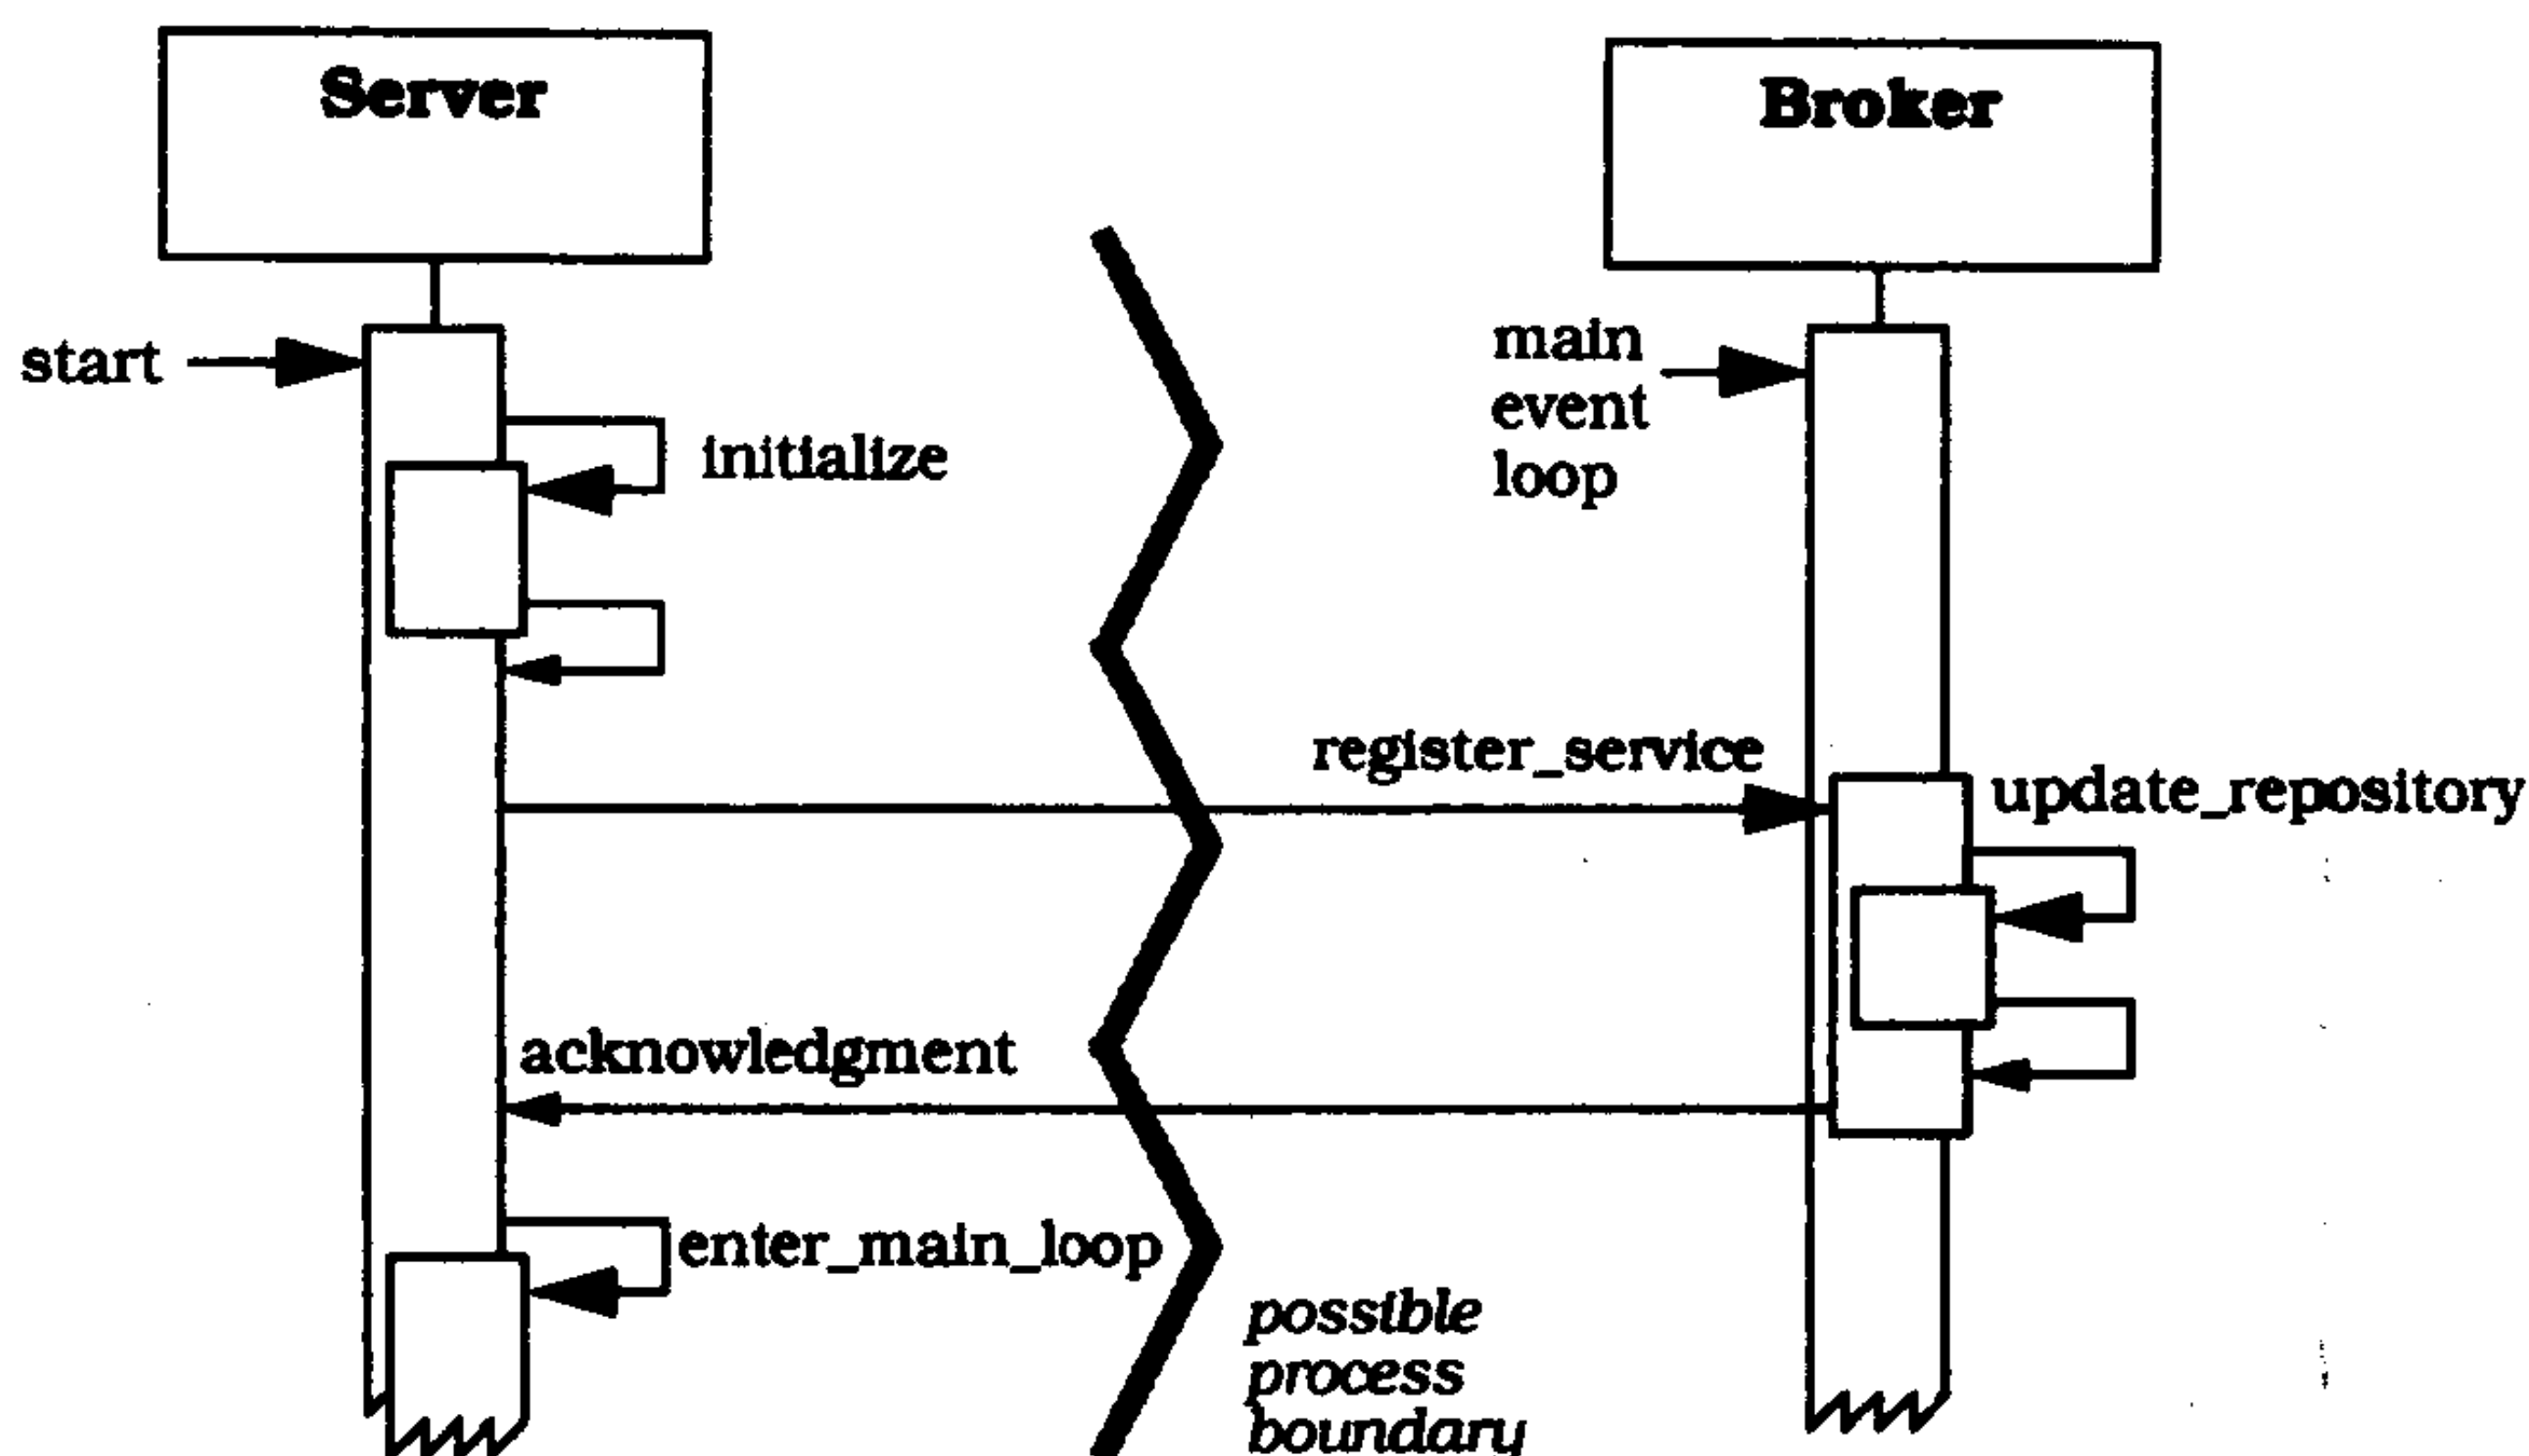 Server
Broker
start
main
event
loop
initialize
register_service
update_repository
acknowledgment
enter_main_loop
possible
process
boundary